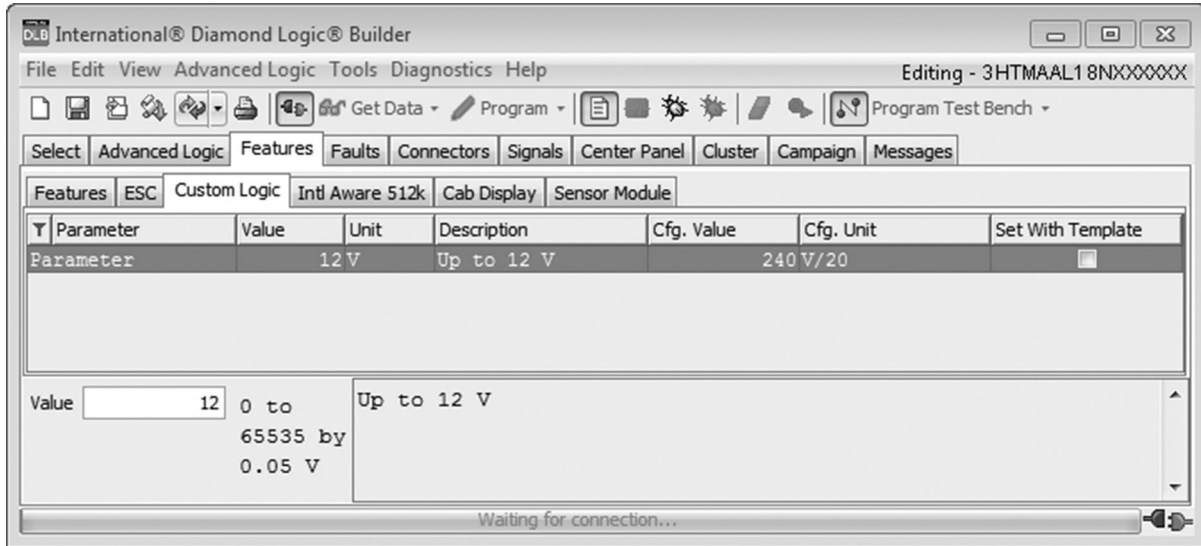 DLB International® Diamond Logic® Builder
File Edit View Advanced Logic Tools Diagnostics Help Editing - 3HTMAAL18NXXXXXX
Get Data Program Program Test Bench
Select Advanced Logic Features Faults Connectors Signals Center Panel Cluster Campaign Messages
Features ESC Custom Logic Intl Aware 512k Cab Display Sensor Module
Parameter Value Unit Description Cfg. Value Cfg. Unit Set With Template
Parameter 12 V Up to 12 V 240 V/20
Value 12 0 to
65535 by
0.05 V
Up to 12 V
Waiting for connection...